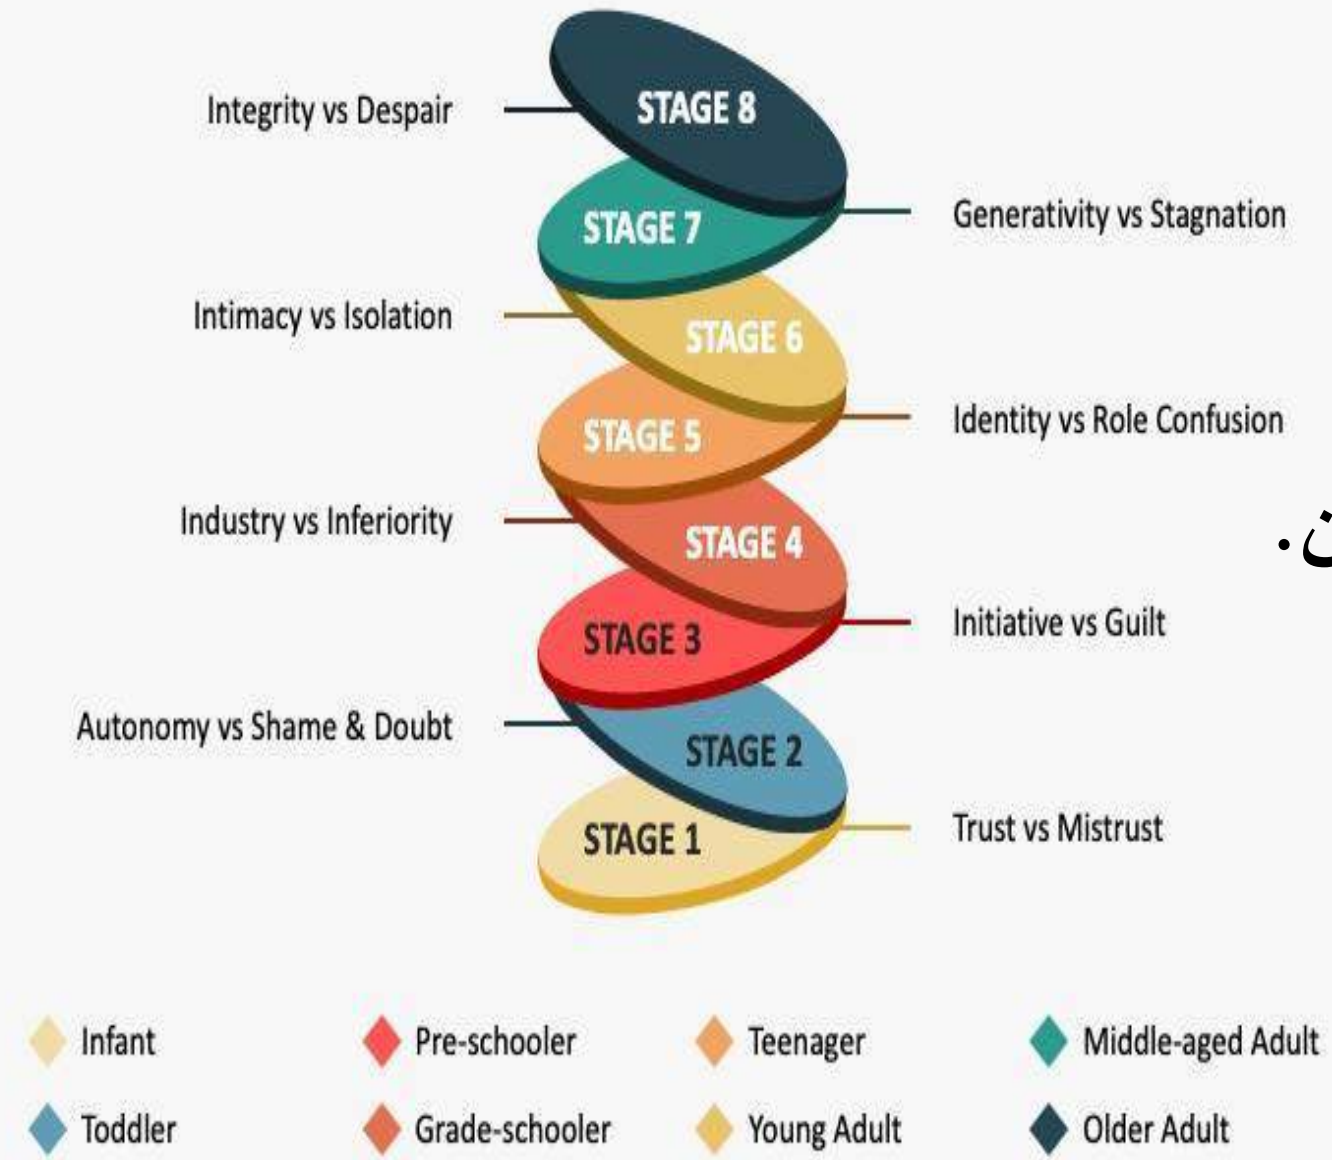 STAGE 8
Integrity vs Despair
STAGE 7
Generativity vs Stagnation
STAGE 6
Intimacy vs Isolation
STAGE 5
Identity vs Role Confusion
STAGE 4
Industry vs Inferiority
STAGE 3
Initiative vs Guilt
STAGE 2
Autonomy vs Shame & Doubt
STAGE 1
Trust vs Mistrust
Infant
Pre-schooler
Teenager
Middle-aged Adult
Toddler
Grade-schooler
Young Adult
Older Adult